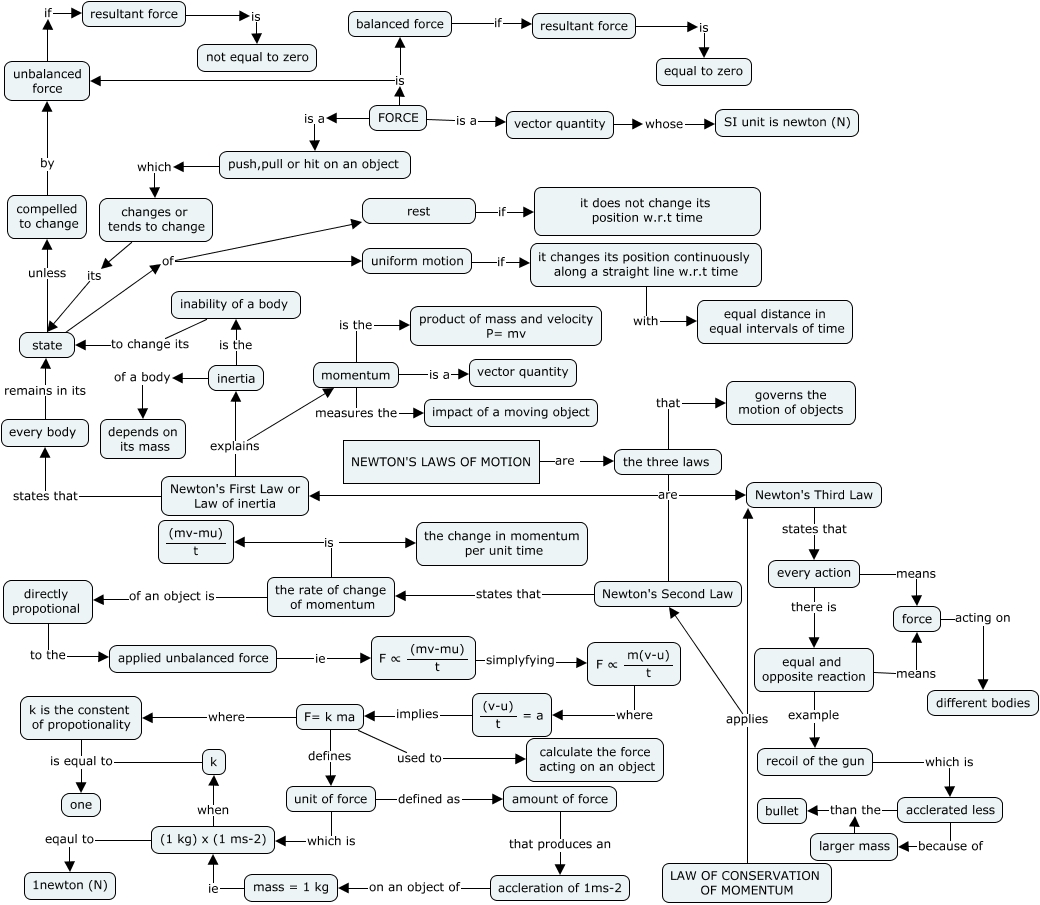 if
resultant force
is
not equal to zero
balanced force
if
resultant force
is
equal to zero
unbalanced
force
is
FORCE
is a
vector quantity
whose
SI unit is newton (N)
is a
push,pull or hit on an object
which
changes or
tends to change
its
by
compelled
to change
unless
state
of
rest
if
it does not change its
position w.r.t time
uniform motion
if
it changes its position continuously
along a straight line w.r.t time
with
equal distance in
equal intervals of time
inability of a body
to change its
is the
inertia
of a body
depends on
its mass
remains in its
every body
states that
explains
is the
product of mass and velocity
P= mv
momentum
is a
vector quantity
measures the
impact of a moving object
that
governs the
motion of objects
NEWTON'S LAWS OF MOTION
are
the three laws
are
Newton's First Law or
Law of inertia
Newton's Third Law
states that
every action
means
there is
force
acting on
equal and
opposite reaction
means
different bodies
example
recoil of the gun
which is
acclerated less
than the
bullet
because of
larger mass
(mv-mu)
t
is
the change in momentum
per unit time
the rate of change
of momentum
states that
Newton's Second Law
of an object is
directly
propotional
to the
applied unbalanced force
ie
F ∝ (mv-mu)
t
simplyfying
F ∝ m(v-u)
t
where
(v-u)
t
= a
implies
F= k ma
where
k is the constent
of propotionality
is equal to
one
k
when
defines
used to
calculate the force
acting on an object
unit of force
defined as
amount of force
which is
(1 kg) x (1 ms-2)
eqaul to
1newton (N)
that produces an
accleration of 1ms-2
on an object of
mass = 1 kg
ie
applies
LAW OF CONSERVATION
OF MOMENTUM